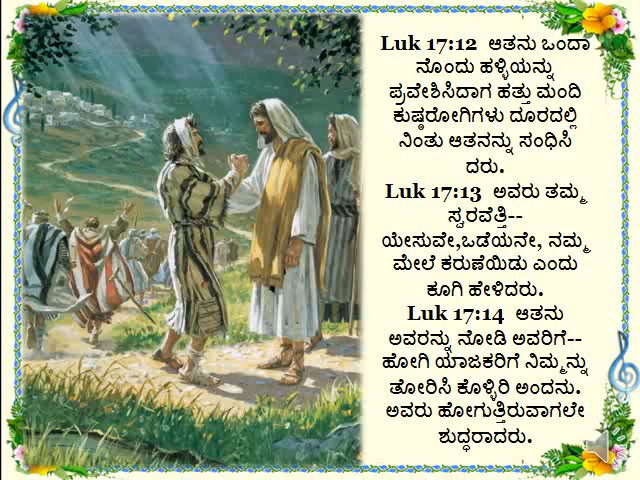 Luk 17:12 ಆತನು ಒಂದಾ
ನೊಂದು ಹಳ್ಳಿಯನ್ನು
ಪ್ರವೇಶಿಸಿದಾಗ ಹತ್ತು ಮಂದಿ
ಕುಷ್ಠರೋಗಿಗಳು ದೂರದಲ್ಲಿ
ನಿಂತು ಆತನನ್ನು ಸಂಧಿಸಿ
ದರು.
Luk 17:13 ಅವರು ತಮ್ಮ
ಸ್ವರವೆತ್ತಿ--
ಯೇಸುವೇ,ಒಡೆಯನೇ, ನಮ್ಮ
ಮೇಲೆ ಕರುಣೆಯಿಡು ಎಂದು
ಕೂಗಿ ಹೇಳಿದರು.
Luk 17:14 ಆತನು
ಅವರನ್ನು ನೋಡಿ ಅವರಿಗೆ--
ಹೋಗಿ ಯಾಜಕರಿಗೆ ನಿಮ್ಮನ್ನು
ತೋರಿಸಿ ಕೊಳ್ಳಿರಿ ಅಂದನು.
ಅವರು ಹೋಗುತ್ತಿರುವಾಗಲೇ
ಶುದ್ಧರಾದರು.